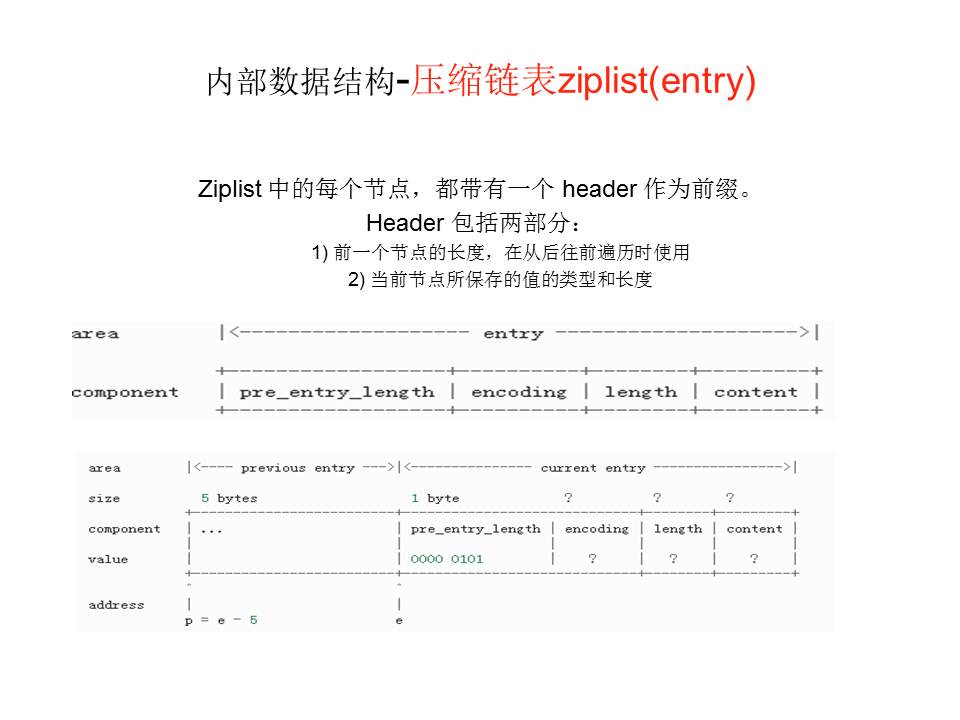 内部数据结构-压缩链表ziplist(entry)
Ziplist 中的每个节点，都带有一个 header 作为前缀。
Header 包括两部分：
1) 前一个节点的长度，在从后往前遍历时使用
2) 当前节点所保存的值的类型和长度
area |<------------------- entry -------------------->|
+------------------+----------+--------+---------+
component | pre_entry_length | encoding | length | content |
+------------------+----------+--------+---------+
area |<---- previous entry --->|<--------------- current entry ---------------->|
size 5 bytes 1 byte ? ? ?
+-------------------------+-----------------------------+--------+---------+
component | ... | pre_entry_length | encoding | length | content |
| | | | | |
value | | 0000 0101 | ? | ? | ? |
+-------------------------+-----------------------------+--------+---------+
^ ^
address | |
p = e - 5 e